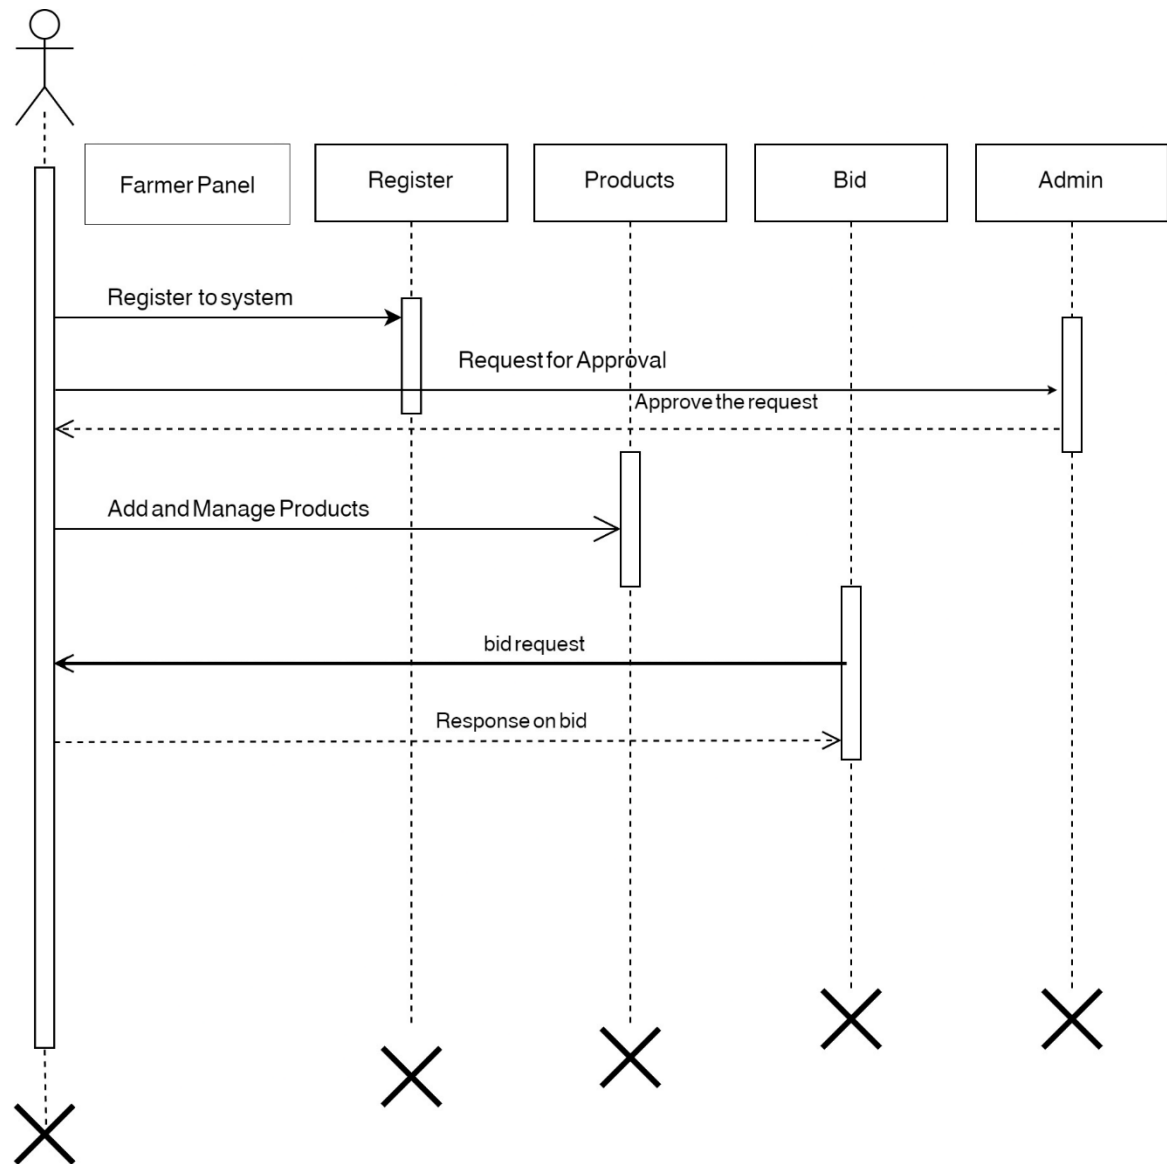 Farmer Panel
Register
Products
Bid
Admin
Register to system
Request for Approval
Approve the request
Add and Manage Products
bid request
Response on bid